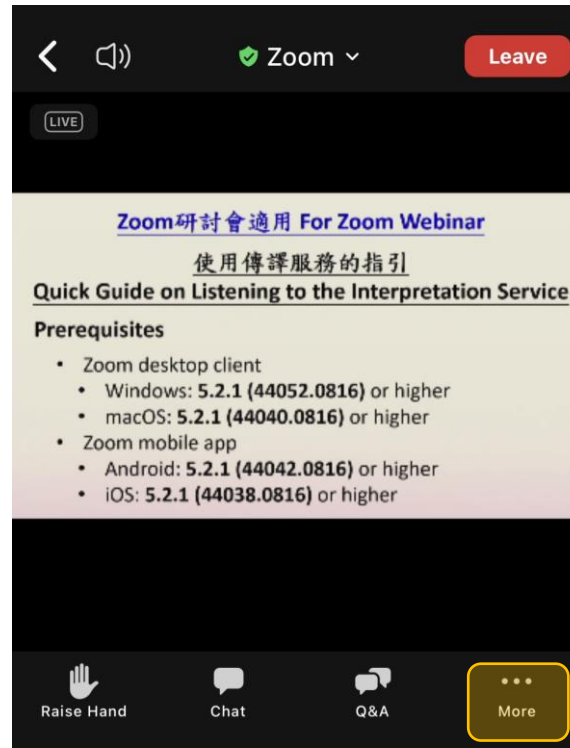 Zoom
Leave
LIVE
Zoom研討會適用 For Zoom Webinar
使用傳譯服務的指引
Quick Guide on Listening to the Interpretation Service
Prerequisites
• Zoom desktop client
• Windows: 5.2.1 (44052.0816) or higher
• macOS: 5.2.1 (44040.0816) or higher
• Zoom mobile app
• Android: 5.2.1 (44042.0816) or higher
• iOS: 5.2.1 (44038.0816) or higher
Raise Hand
Chat
Q&A
More